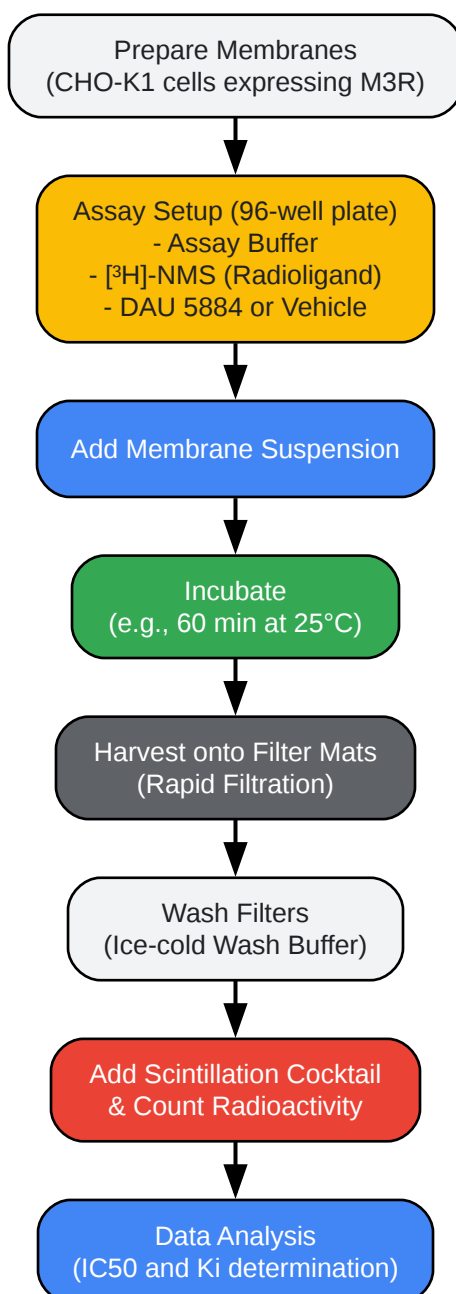 Prepare Membranes
(CHO-K1 cells expressing M3R)
Assay Setup (96-well plate)
- Assay Buffer
- [³H]-NMS (Radioligand)
- DAU 5884 or Vehicle
Add Membrane Suspension
Incubate
(e.g., 60 min at 25°C)
Harvest onto Filter Mats
(Rapid Filtration)
Wash Filters
(Ice-cold Wash Buffer)
Add Scintillation Cocktail
& Count Radioactivity
Data Analysis
(IC50 and Ki determination)